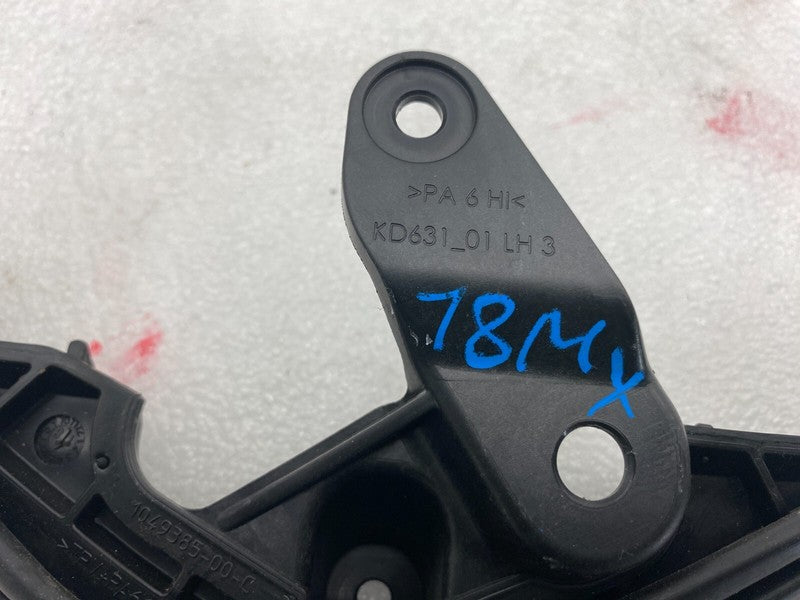 >PA 6 HI<
KD631_01 LH 3
78Mx
1049385-00-C